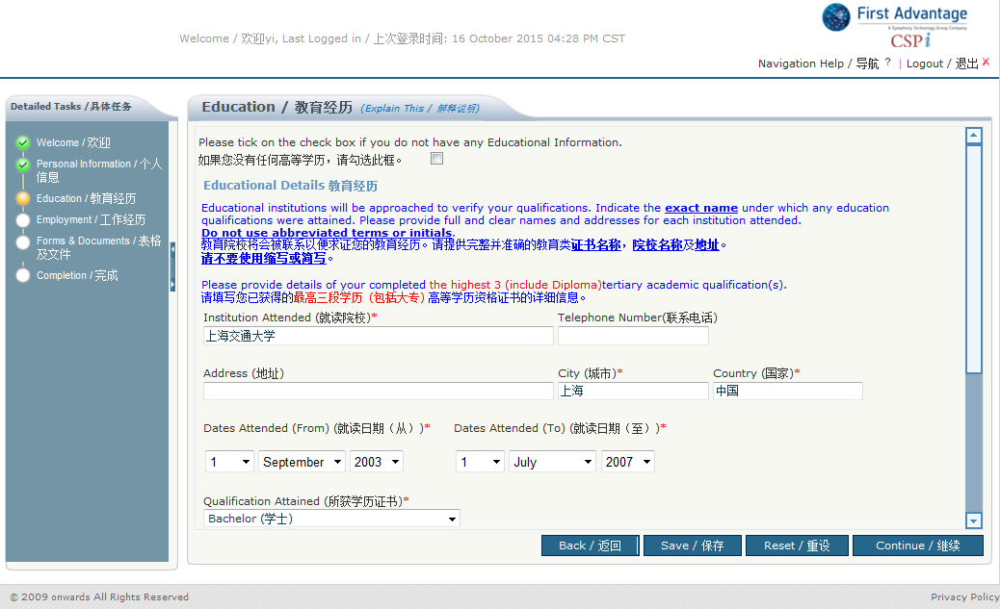 First Advantage
A Symphony Technology Group Company
CSPi
Welcome / 欢迎yi, Last Logged in / 上次登录时间: 16 October 2015 04:28 PM CST
Navigation Help / 导航 ? | Logout / 退出 X
Detailed Tasks /具体任务
Welcome / 欢迎
Personal Information / 个人
信息
Education / 教育经历
Employment / 工作经历
Forms & Documents / 表格
及文件
Completion / 完成
Education / 教育经历 (Explain This / 解释说明)
Please tick on the check box if you do not have any Educational Information.
如果您没有任何高等学历，请勾选此框。
Educational Details 教育经历
Educational institutions will be approached to verify your qualifications. Indicate the exact name under which any education
qualifications were attained. Please provide full and clear names and addresses for each institution attended.
Do not use abbreviated terms or initials.
教育院校将会被联系以便求证您的教育经历。请提供完整并准确的教育类证书名称，院校名称及地址。
请不要使用缩写或简写。
Please provide details of your completed the highest 3 (include Diploma)tertiary academic qualification(s).
请填写您已获得的最高三段学历（包括大专）高等学历资格证书的详细信息。
Institution Attended (就读院校)* Telephone Number(联系电话)
上海交通大学
Address (地址) City (城市)* Country (国家)*
上海 中国
Dates Attended (From) (就读日期（从）)* Dates Attended (To) (就读日期（至）)*
1 September 2003 1 July 2007
Qualification Attained (所获学历证书)*
Bachelor (学士)
Back / 返回 Save / 保存 Reset / 重设 Continue / 继续
© 2009 onwards All Rights Reserved Privacy Policy